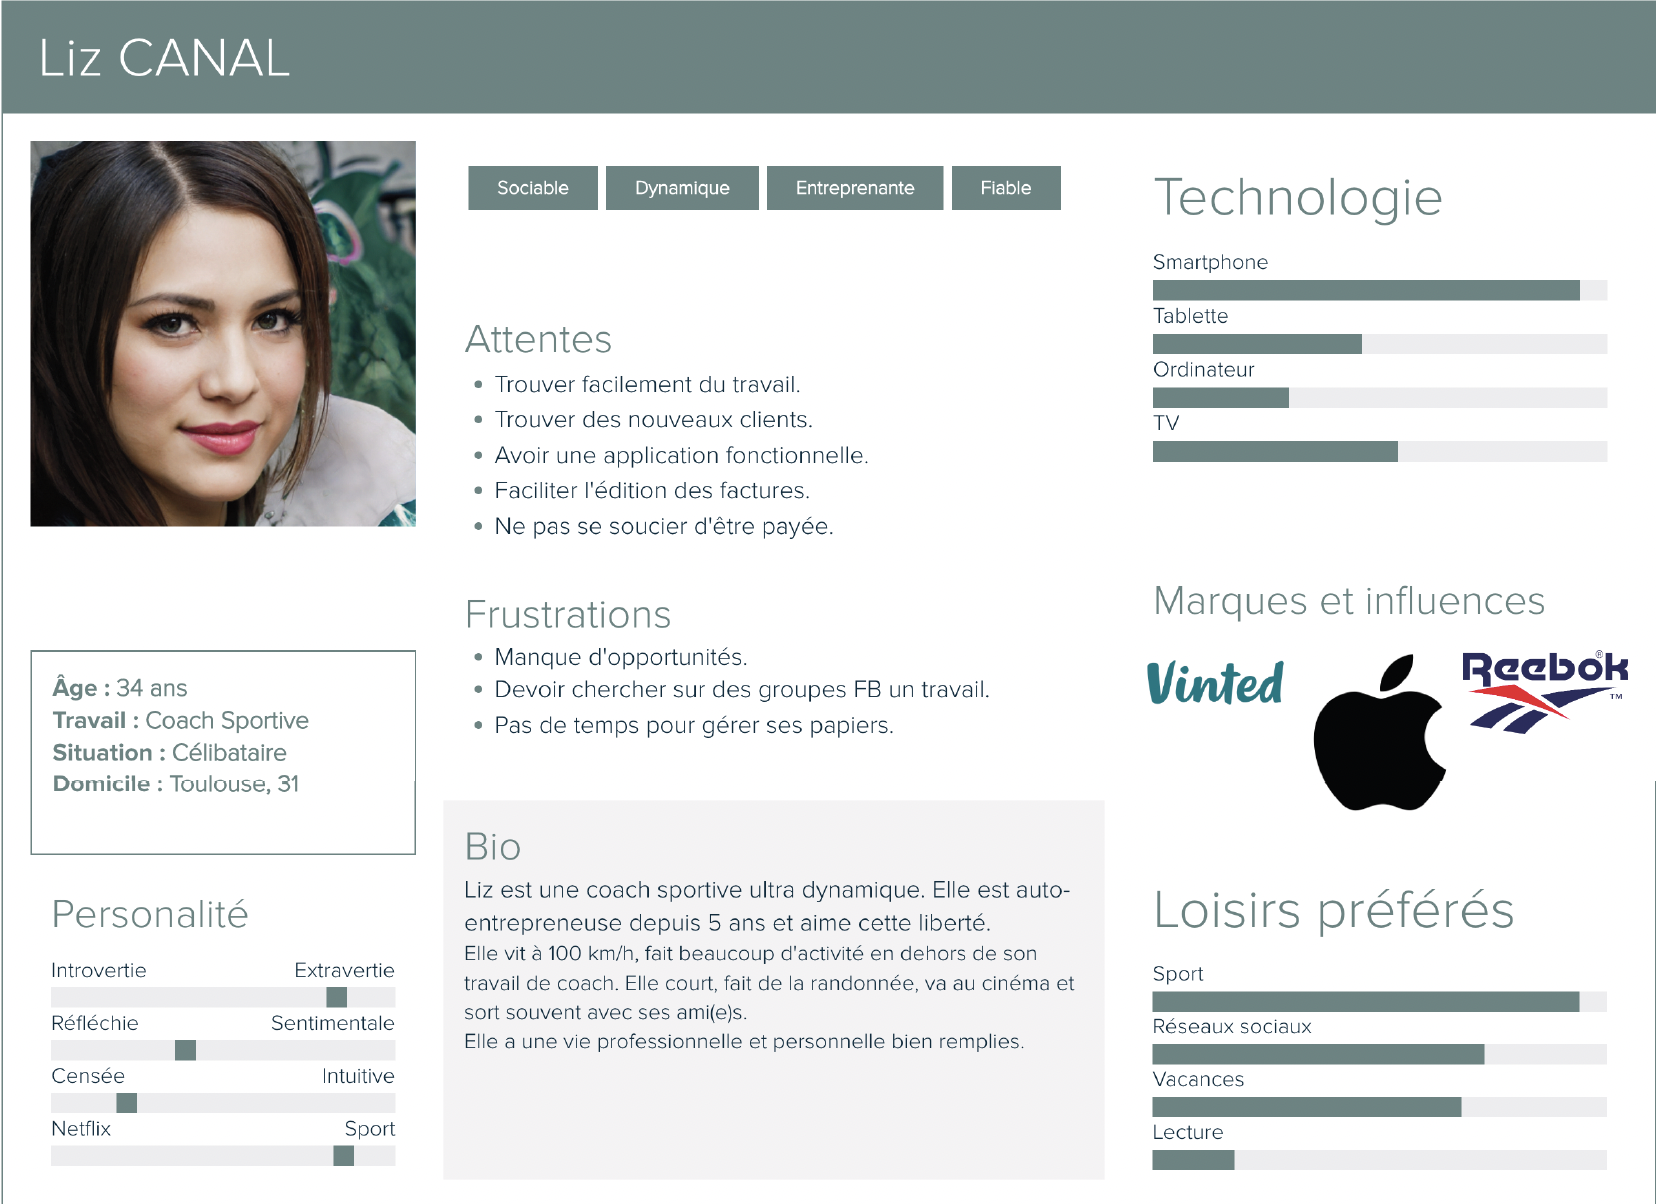 Liz CANAL
Sociable
Dynamique
Entreprenante
Fiable
Âge : 34 ans
Travail : Coach Sportive
Situation : Célibataire
Domicile : Toulouse, 31
Personalité
Introvertie Extravertie
Réfléchie Sentimentale
Censée Intuitive
Netflix Sport
Attentes
• Trouver facilement du travail.
• Trouver des nouveaux clients.
• Avoir une application fonctionnelle.
• Faciliter l'édition des factures.
• Ne pas se soucier d'être payée.
Frustrations
• Manque d'opportunités.
• Devoir chercher sur des groupes FB un travail.
• Pas de temps pour gérer ses papiers.
Bio
Liz est une coach sportive ultra dynamique. Elle est auto-
entrepreneuse depuis 5 ans et aime cette liberté.
Elle vit à 100 km/h, fait beaucoup d'activité en dehors de son
travail de coach. Elle court, fait de la randonnée, va au cinéma et
sort souvent avec ses ami(e)s.
Elle a une vie professionnelle et personnelle bien remplies.
Technologie
Smartphone
Tablette
Ordinateur
TV
Marques et influences
Vinted
Reebok®
™
Loisirs préférés
Sport
Réseaux sociaux
Vacances
Lecture